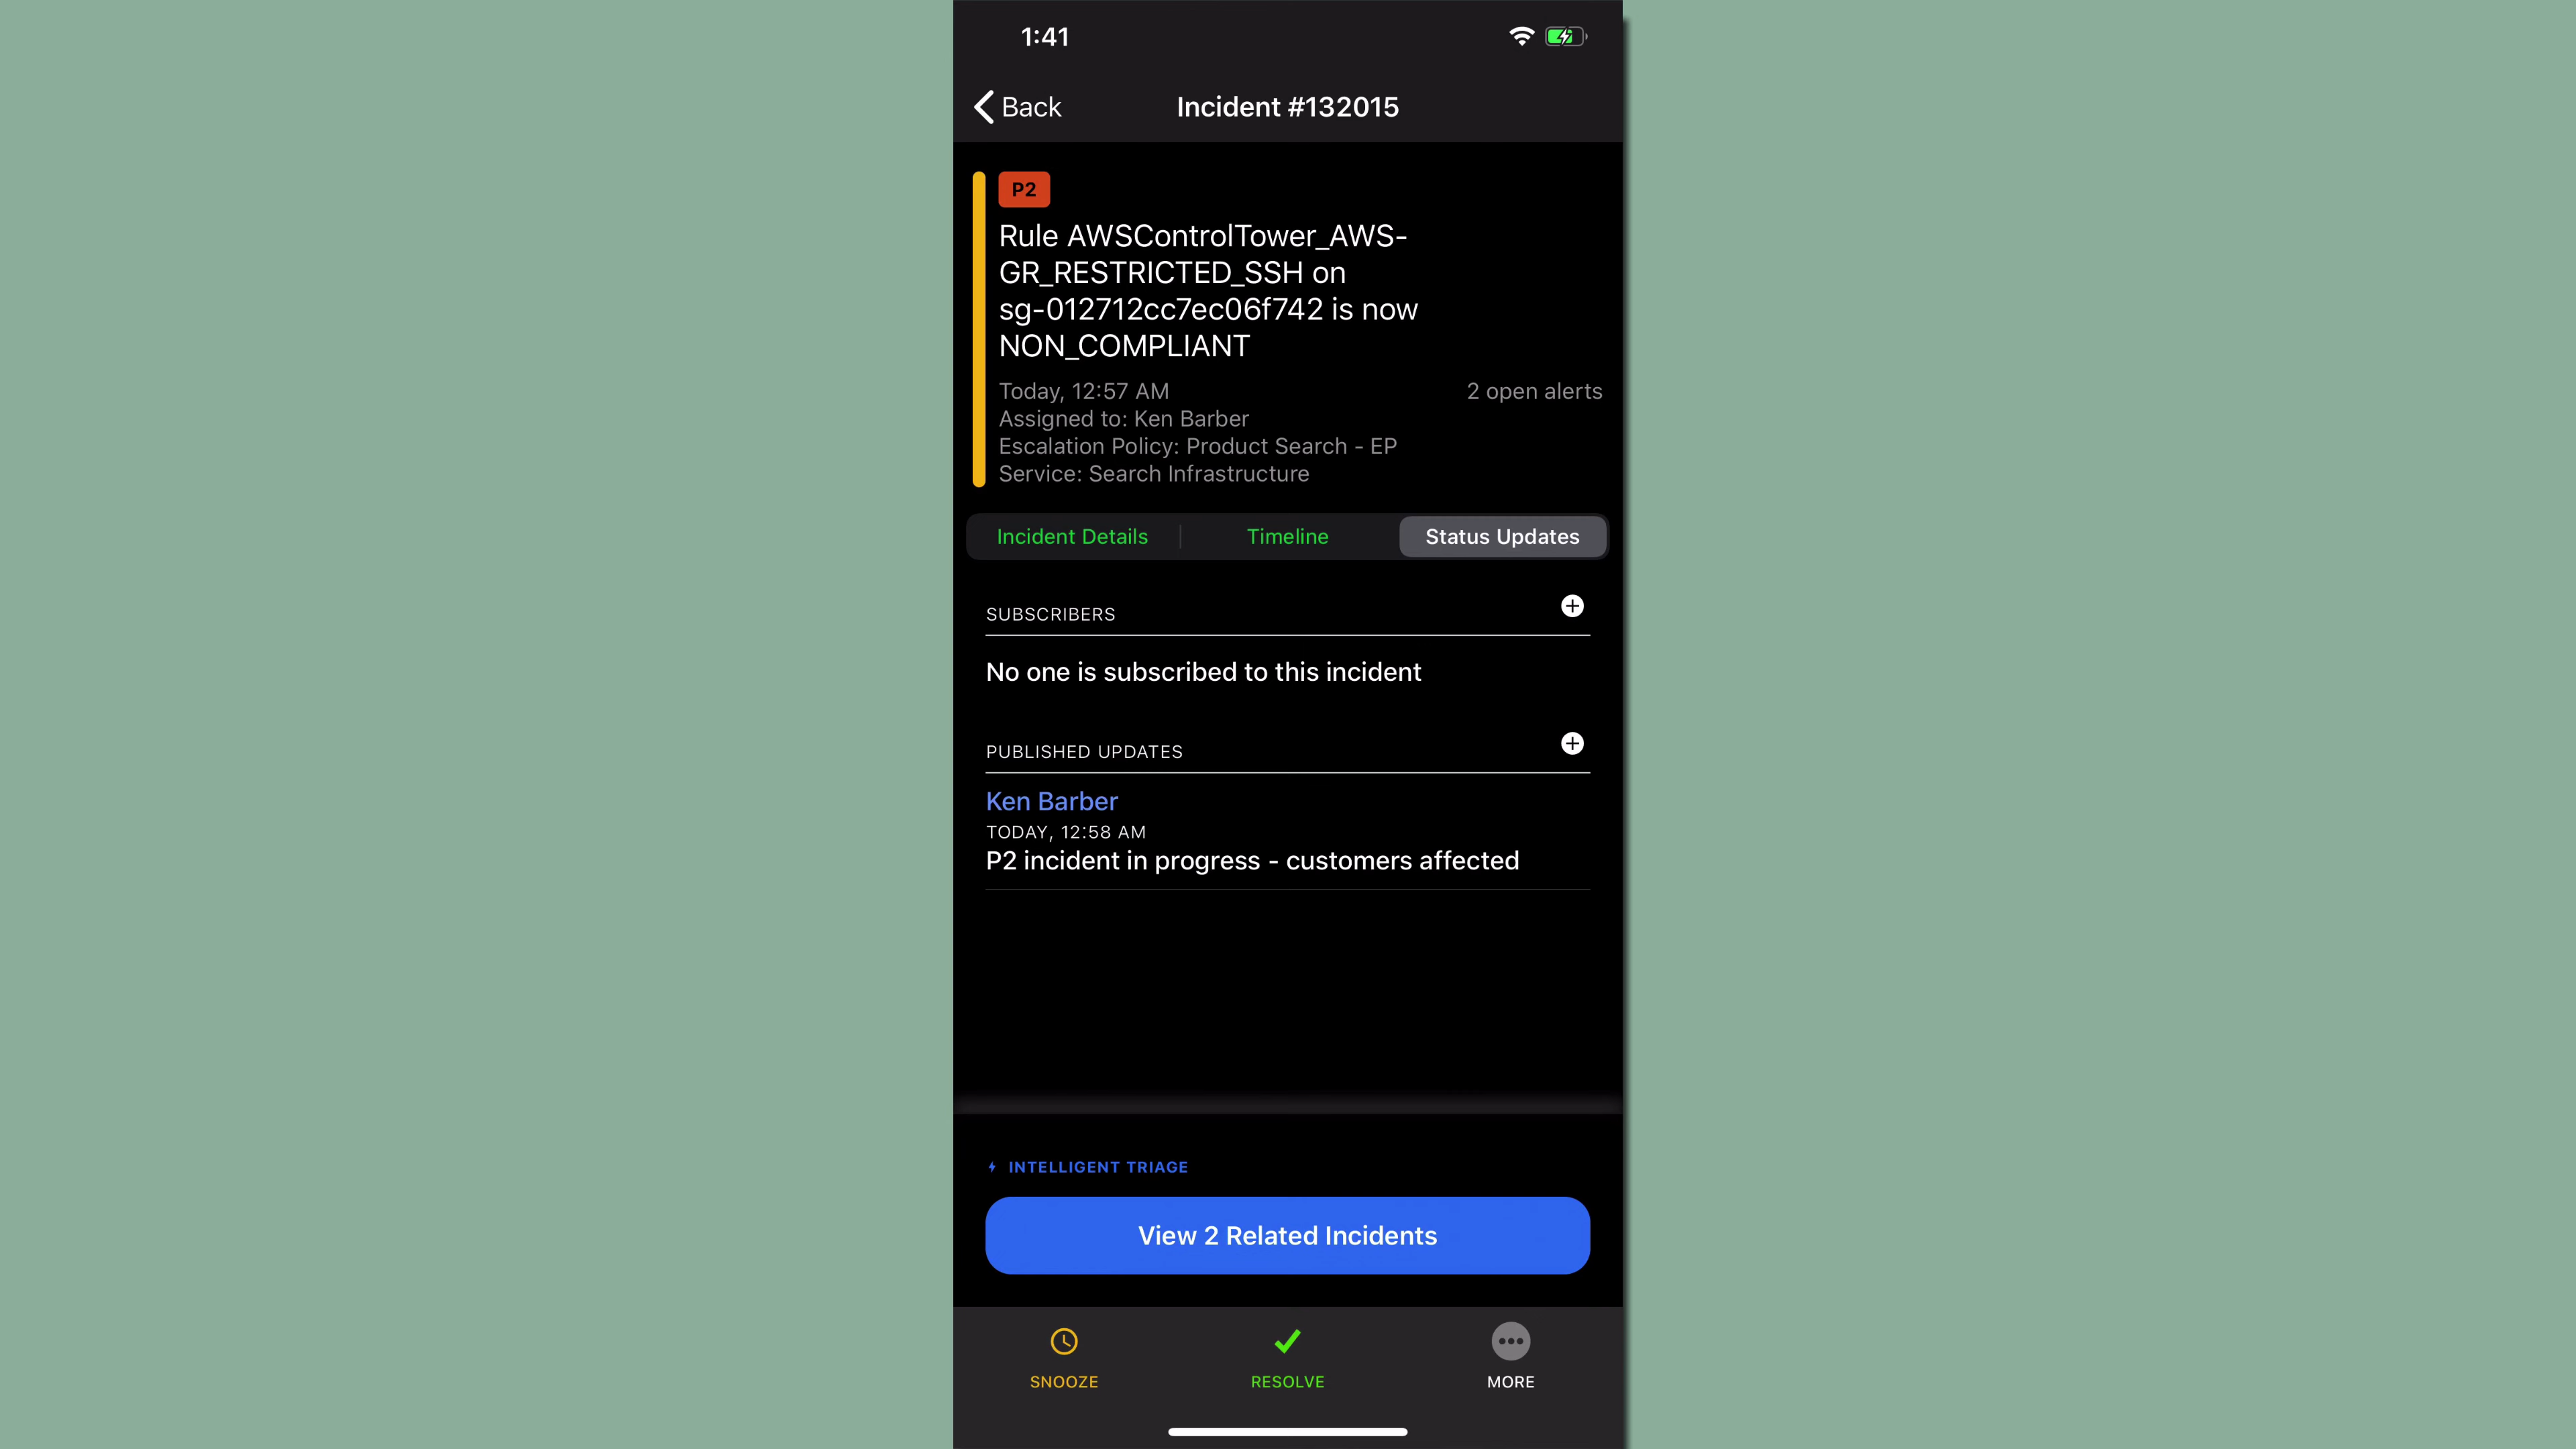 1:41
Back
Incident #132015
P2
Rule AWSControlTower_AWS-
GR_RESTRICTED_SSH on
sg-012712cc7ec06f742 is now
NON_COMPLIANT
Today, 12:57 AM
2 open alerts
Assigned to: Ken Barber
Escalation Policy: Product Search - EP
Service: Search Infrastructure
Incident Details
Timeline
Status Updates
SUBSCRIBERS
No one is subscribed to this incident
PUBLISHED UPDATES
Ken Barber
TODAY, 12:58 AM
P2 incident in progress - customers affected
INTELLIGENT TRIAGE
View 2 Related Incidents
SNOOZE
RESOLVE
MORE